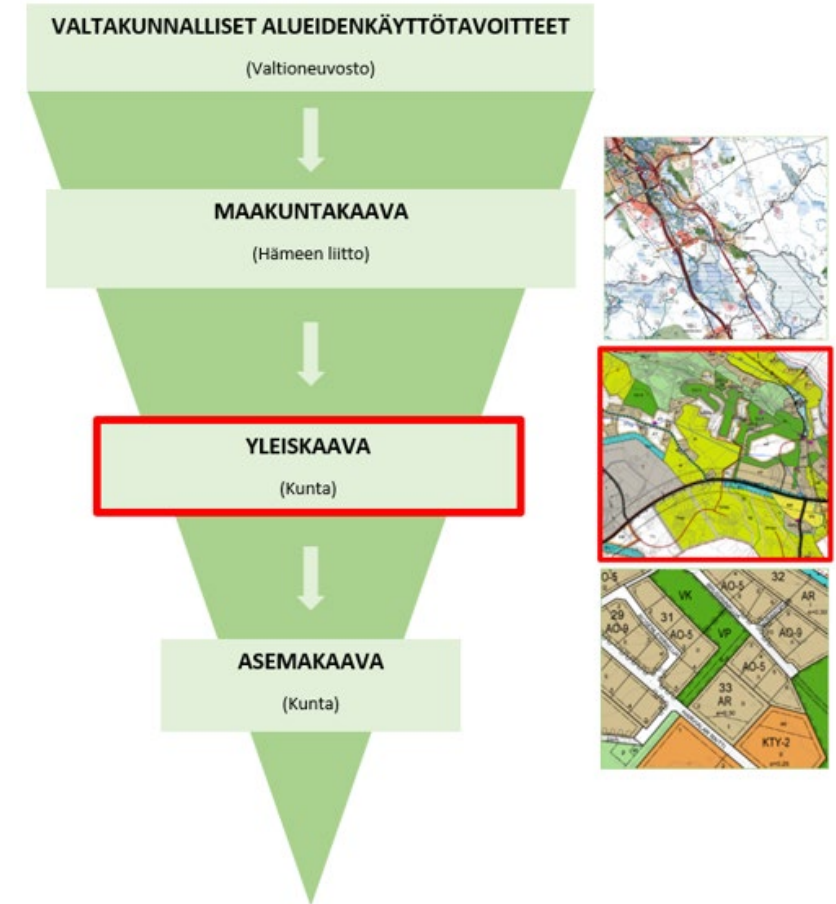 VALTAKUNNALLISET ALUEIDENKÄYTTÖTAVOITTEET
(Valtioneuvosto)
MAAKUNTAKAAVA
(Hämeen liitto)
YLEISKAAVA
(Kunta)
ASEMAKAAVA
(Kunta)
VK
AO-5
32
AR
29
AO-9
31
AO-5
VP
AO-9
AO-5
33
AR
KTY-2